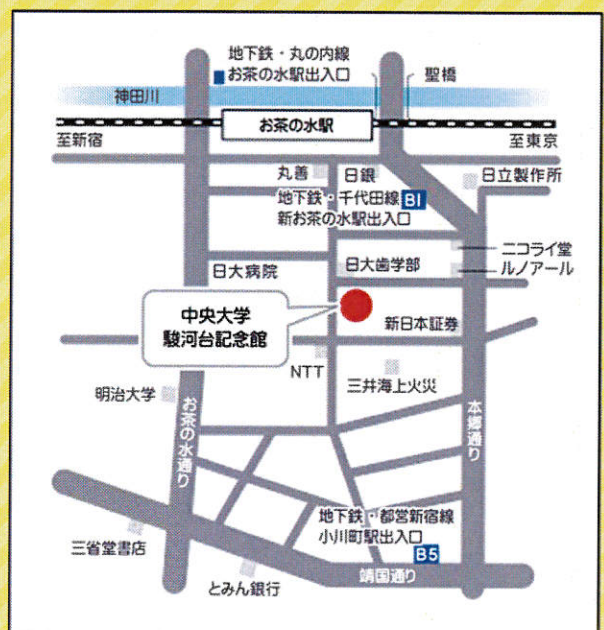 地下鉄・丸の内線
お茶の水駅出入口
聖橋
神田川
お茶の水駅
至新宿
至東京
丸善
日銀
日立製作所
地下鉄・千代田線 B1
新お茶の水駅出入口
ニコライ堂
日大病院
日大歯学部
ルノアール
中央大学
駿河台記念館
新日本証券
NTT
三井海上火災
明治大学
お茶の水通り
本郷通り
地下鉄・都営新宿線
小川町駅出入口
B5
三省堂書店
とみん銀行
靖国通り